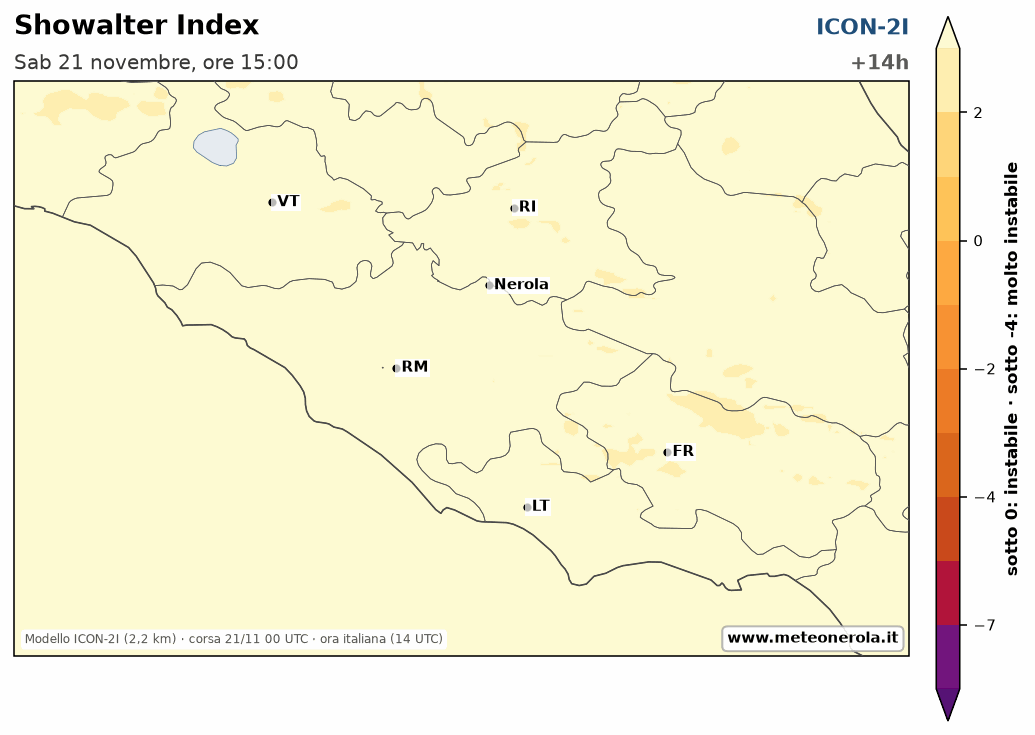 Showalter Index
ICON-2I
Sab 21 novembre, ore 15:00
+14h
VT
RI
Nerola
RM
FR
LT
Modello ICON-2I (2,2 km) · corsa 21/11 00 UTC · ora italiana (14 UTC)
www.meteonerola.it
2
0
−2
−4
−7
sotto 0: instabile · sotto -4: molto instabile